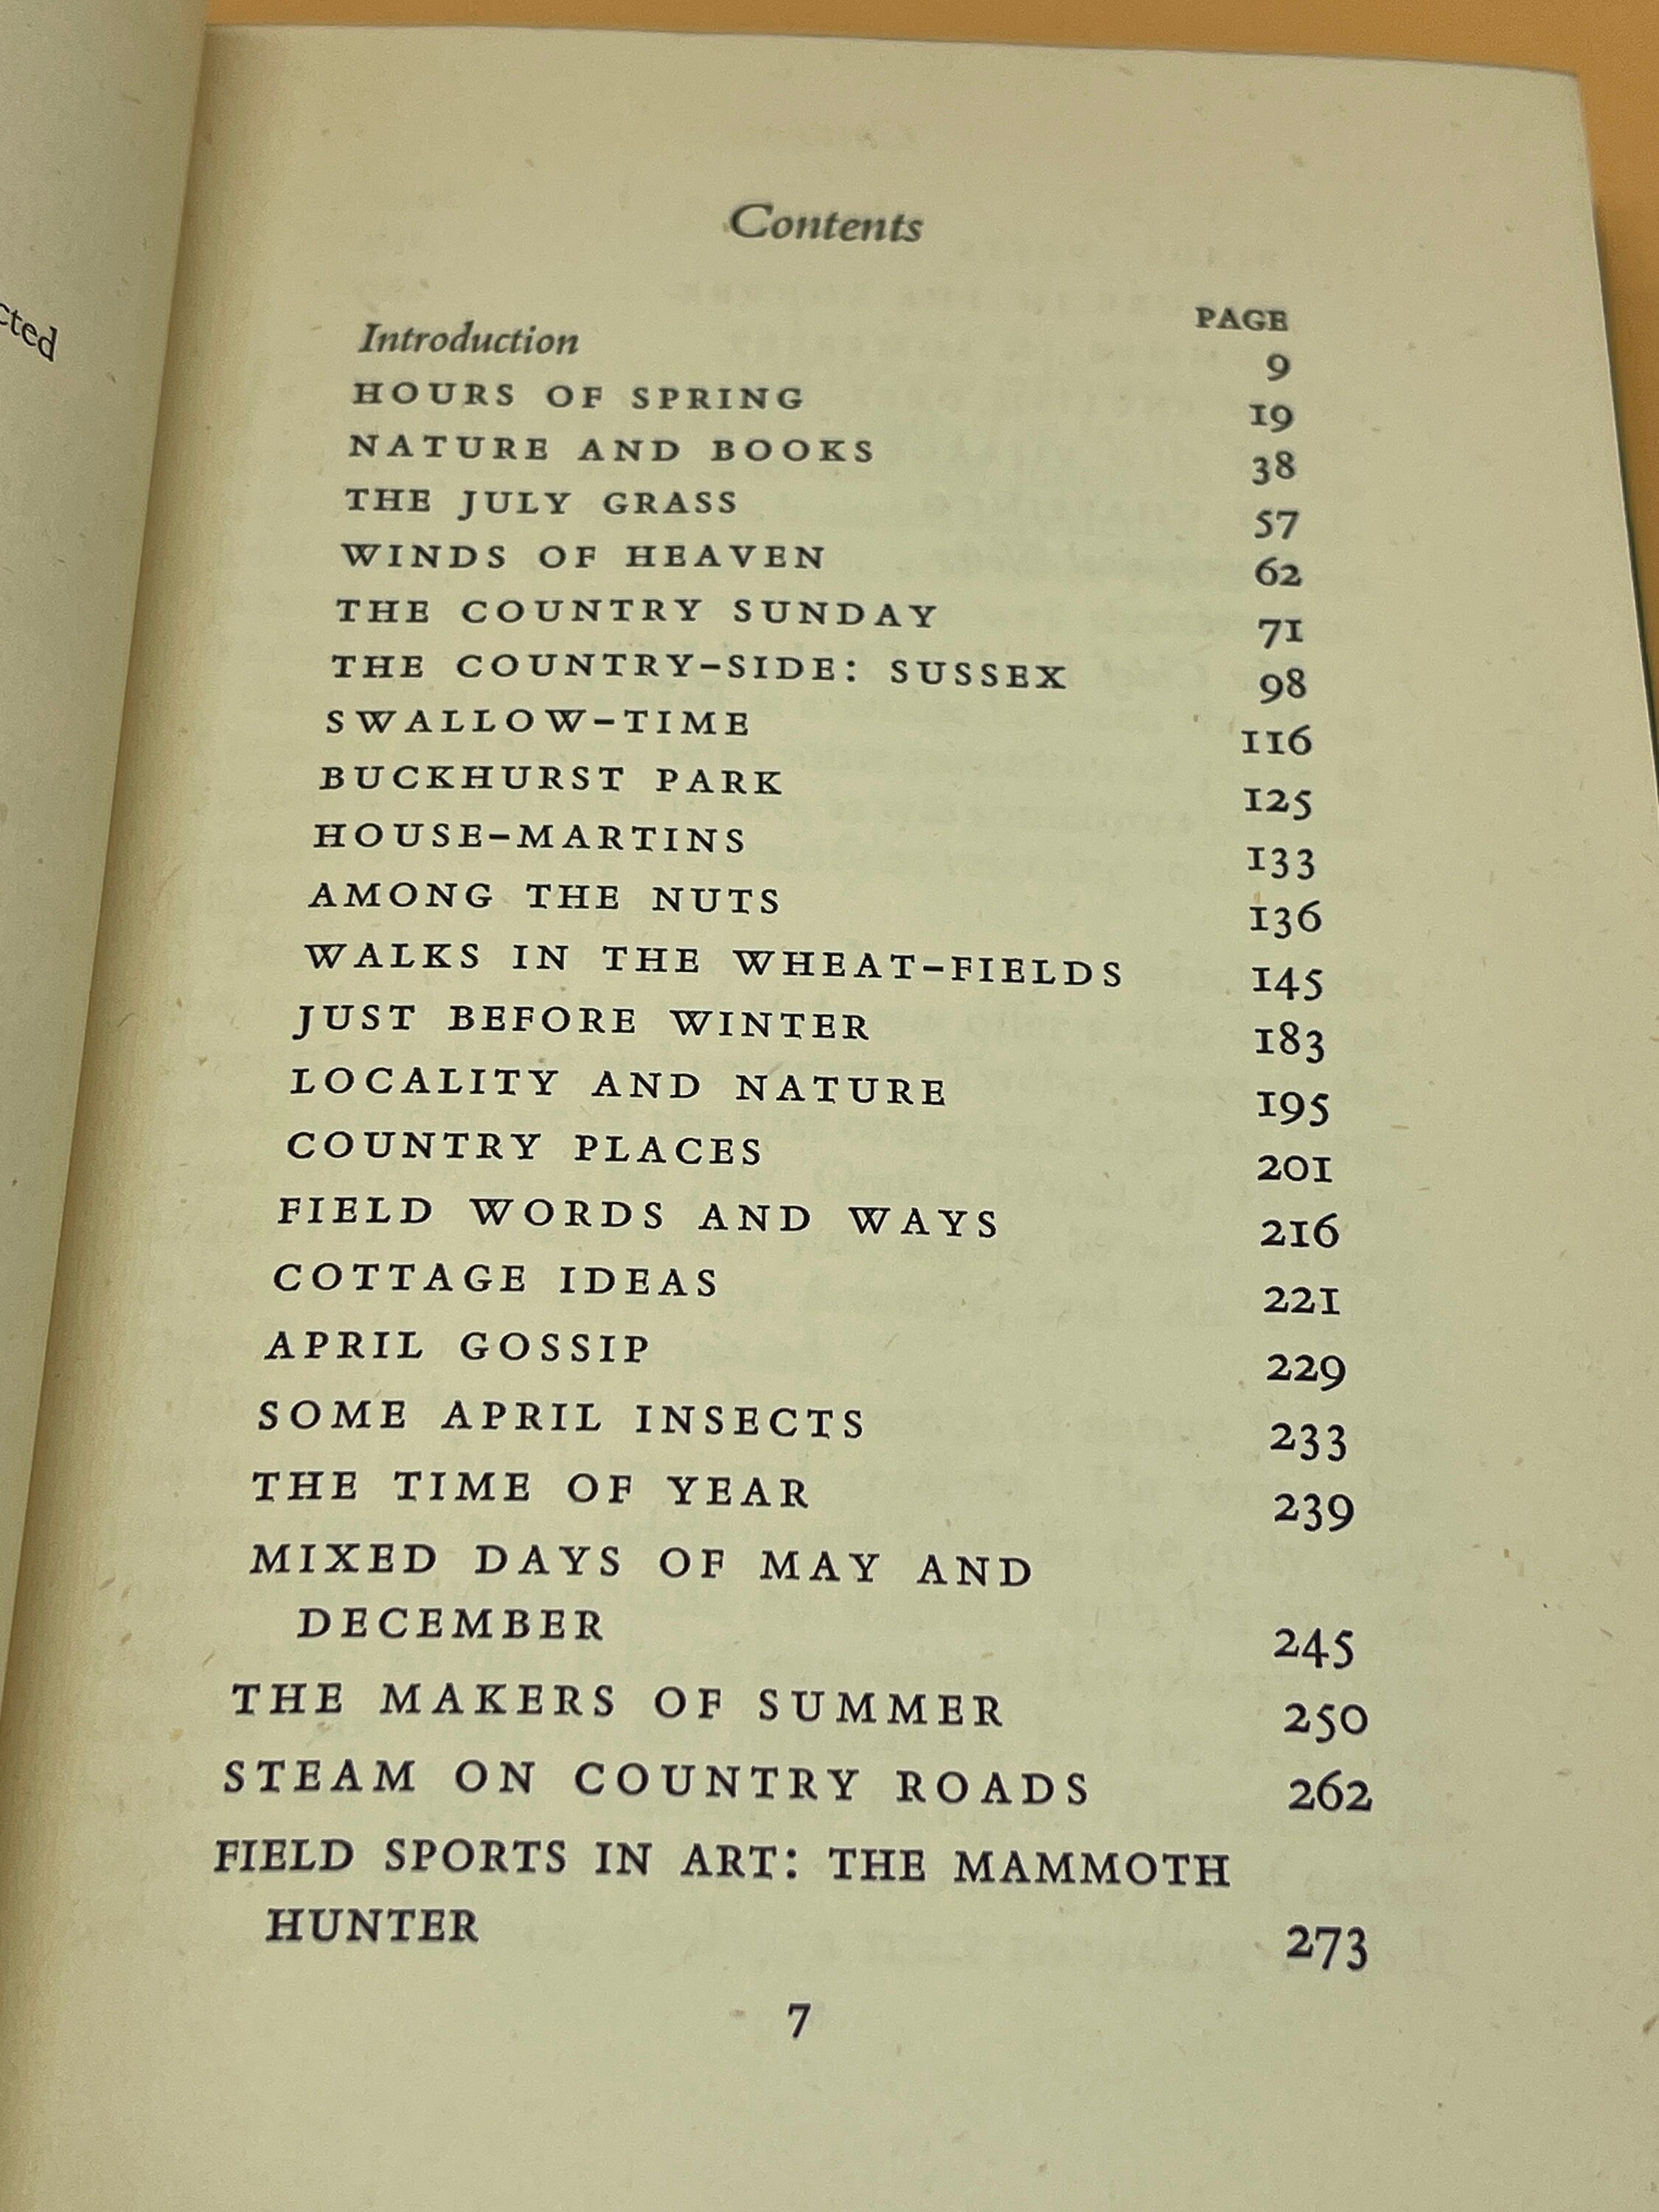 cted
Contents
PAGE
Introduction 9
HOURS OF SPRING 19
NATURE AND BOOKS 38
THE JULY GRASS 57
WINDS OF HEAVEN 62
THE COUNTRY SUNDAY 71
THE COUNTRY-SIDE: SUSSEX 98
SWALLOW-TIME 116
BUCKHURST PARK 125
HOUSE-MARTINS 133
AMONG THE NUTS 136
WALKS IN THE WHEAT-FIELDS 145
JUST BEFORE WINTER 183
LOCALITY AND NATURE 195
COUNTRY PLACES 201
FIELD WORDS AND WAYS 216
COTTAGE IDEAS 221
APRIL GOSSIP 229
SOME APRIL INSECTS 233
THE TIME OF YEAR 239
MIXED DAYS OF MAY AND
DECEMBER 245
THE MAKERS OF SUMMER 250
STEAM ON COUNTRY ROADS 262
FIELD SPORTS IN ART: THE MAMMOTH
HUNTER 273
7